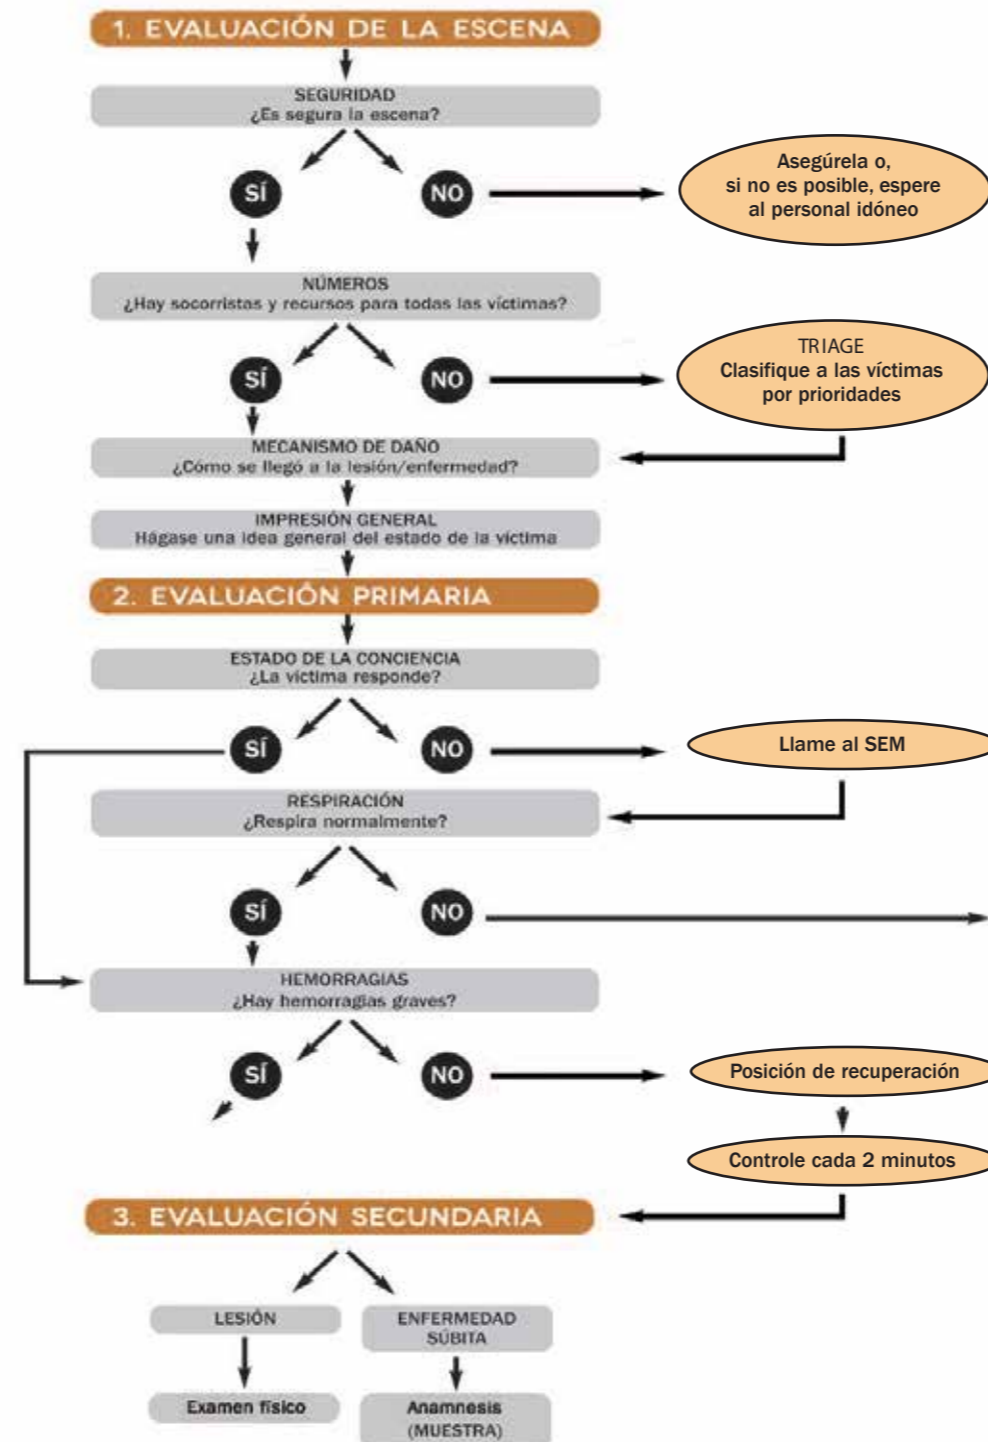 1. EVALUACIÓN DE LA ESCENA
SEGURIDAD
¿Es segura la escena?
SÍ
NO
Asegúrela o,
si no es posible, espere
al personal idóneo
NÚMEROS
¿Hay socorristas y recursos para todas las víctimas?
SÍ
NO
TRIAGE
Clasifique a las víctimas
por prioridades
MECANISMO DE DAÑO
¿Cómo se llegó a la lesión/enfermedad?
IMPRESIÓN GENERAL
Hágase una idea general del estado de la víctima
2. EVALUACIÓN PRIMARIA
ESTADO DE LA CONCIENCIA
¿La víctima responde?
SÍ
NO
Llame al SEM
RESPIRACIÓN
¿Respira normalmente?
SÍ
NO
HEMORRAGIAS
¿Hay hemorragias graves?
SÍ
NO
Posición de recuperación
Controle cada 2 minutos
3. EVALUACIÓN SECUNDARIA
LESIÓN
ENFERMEDAD
SÚBITA
Examen físico
Anamnesis
(MUESTRA)